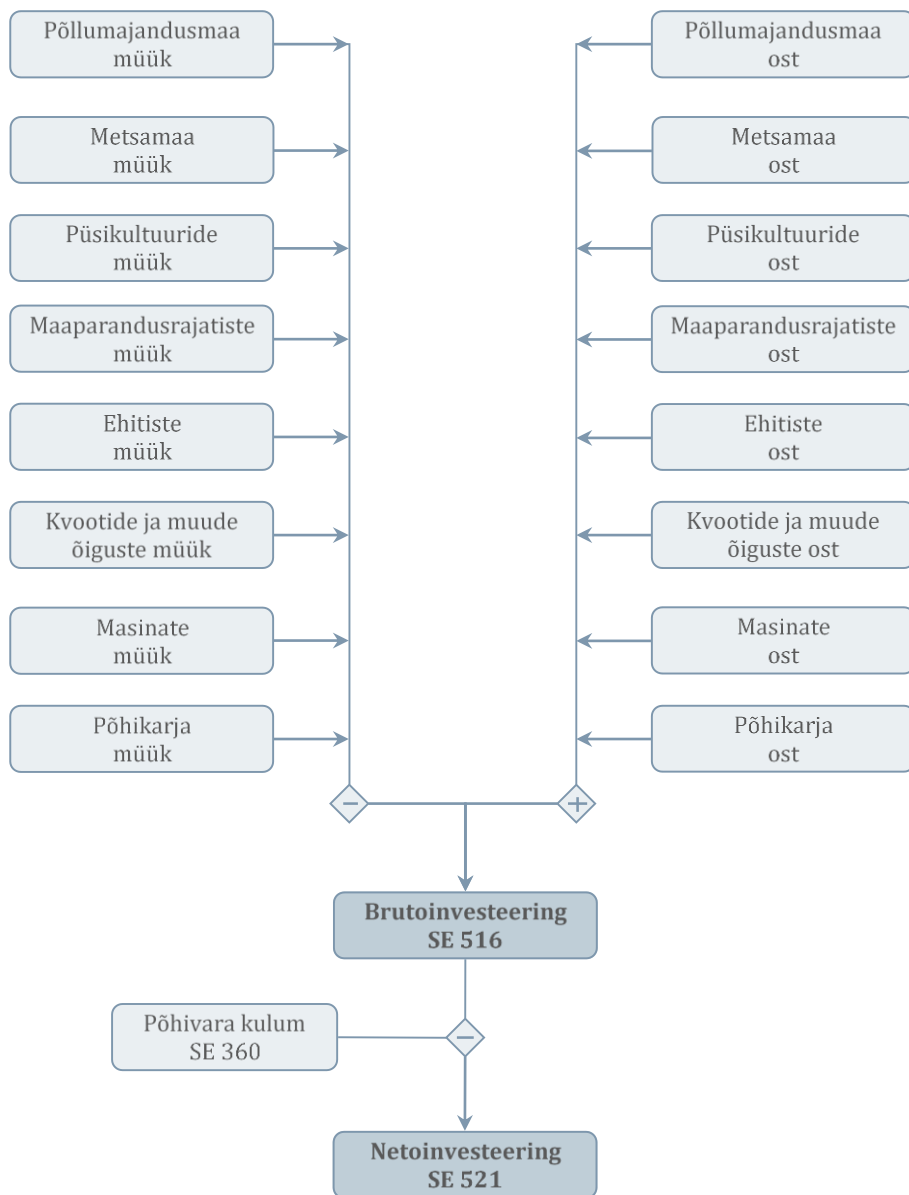 Põllumajandusmaa
müük
Põllumajandusmaa
ost
Metsamaa
müük
Metsamaa
ost
Püsikultuuride
müük
Püsikultuuride
ost
Maaparandusrajatiste
müük
Maaparandusrajatiste
ost
Ehitiste
müük
Ehitiste
ost
Kvootide ja muude
õiguste müük
Kvootide ja muude
õiguste ost
Masinate
müük
Masinate
ost
Põhikarja
müük
Põhikarja
ost
−
+
Brutoinvesteering
SE 516
Põhivara kulum
SE 360
−
Netoinvesteering
SE 521